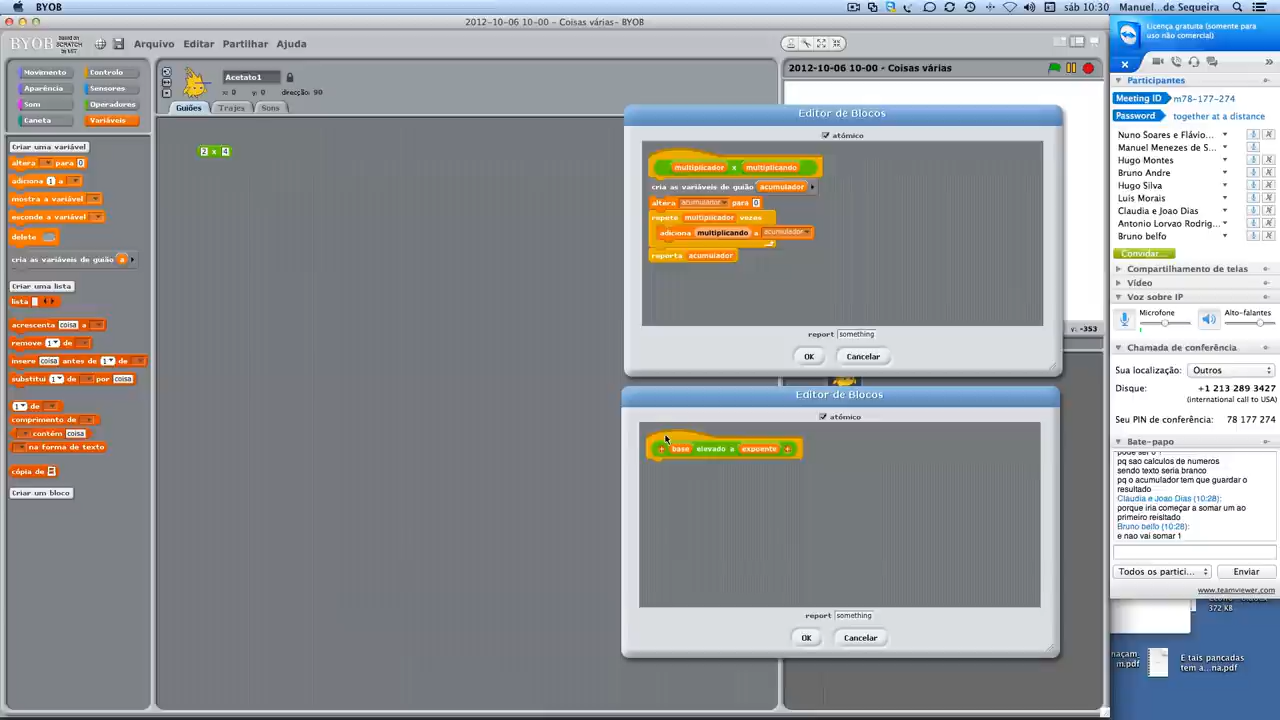 BYOB
sáb 10:30 Manuel...de Sequeira
2012-10-06 10-00 - Coisas várias- BYOB
BYOB
Arquivo Editar Partilhar Ajuda
Movimento Controlo
Aparência Sensores
Som Operadores
Caneta Variáveis
Criar uma variável
altera para 0
adiciona 1 a
mostra a variável
esconde a variável
delete
cria as variáveis de guião a
Criar uma lista
lista
acrescenta coisa a
remove 1 de
insere coisa antes de 1 de
substitui 1 de por coisa
1 de
comprimento de
contém coisa
na forma de texto
cópia de
Criar um bloco
Acetato1
x: 0 y: 0 direcção: 90
Guiões Trajes Sons
2 x 4
2012-10-06 10-00 - Coisas várias
y: -353
Editor de Blocos
atómico
multiplicador x multiplicando
cria as variáveis de guião acumulador
altera acumulador para 0
repete multiplicador vezes
adiciona multiplicando a acumulador
reporta acumulador
report something
OK Cancelar
Editor de Blocos
atómico
base elevado a expoente
report something
OK Cancelar
Licença gratuita (somente para
uso não comercial)
Participantes
Meeting ID m78-177-274
Password together at a distance
Nuno Soares e Flávio...
Manuel Menezes de S...
Hugo Montes
Bruno Andre
Hugo Silva
Luis Morais
Claudia e Joao Dias
Antonio Lorvao Rodrig...
Bruno belfo
Convidar...
Compartilhamento de telas
Vídeo
Voz sobre IP
Microfone Alto-falantes
Chamada de conferência
Sua localização: Outros
Disque: +1 213 289 3427
(international call to USA)
Seu PIN de conferência: 78 177 274
Bate-papo
pode ser 0 !
pq sao calculos de numeros
sendo texto seria branco
pq o acumulador tem que guardar o
resultado
Claudia e Joao Dias (10:28):
porque iria começar a somar um ao
primeiro reisltado
Bruno belfo (10:28):
e nao vai somar 1
Todos os partici... Enviar
www.teamviewer.com
372 KB
E tais pancadas
tem a...na.pdf